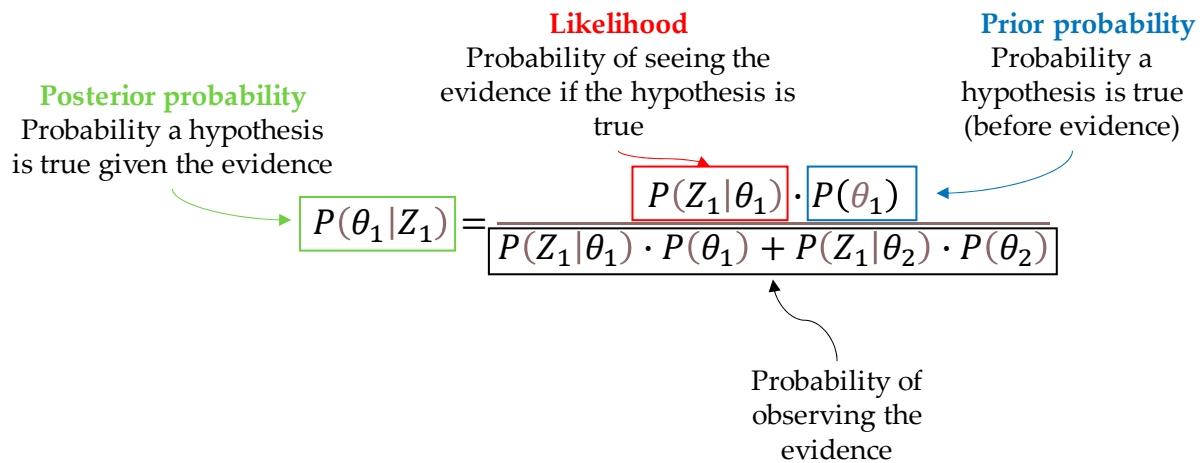 Likelihood
Probability of seeing the
evidence if the hypothesis is
true
Prior probability
Probability a
hypothesis is true
(before evidence)
Posterior probability
Probability a hypothesis
is true given the evidence
P(θ₁|Z₁) =
P(Z₁|θ₁) · P(θ₁)
P(Z₁|θ₁) · P(θ₁) + P(Z₁|θ₂) · P(θ₂)
Probability of
observing the
evidence